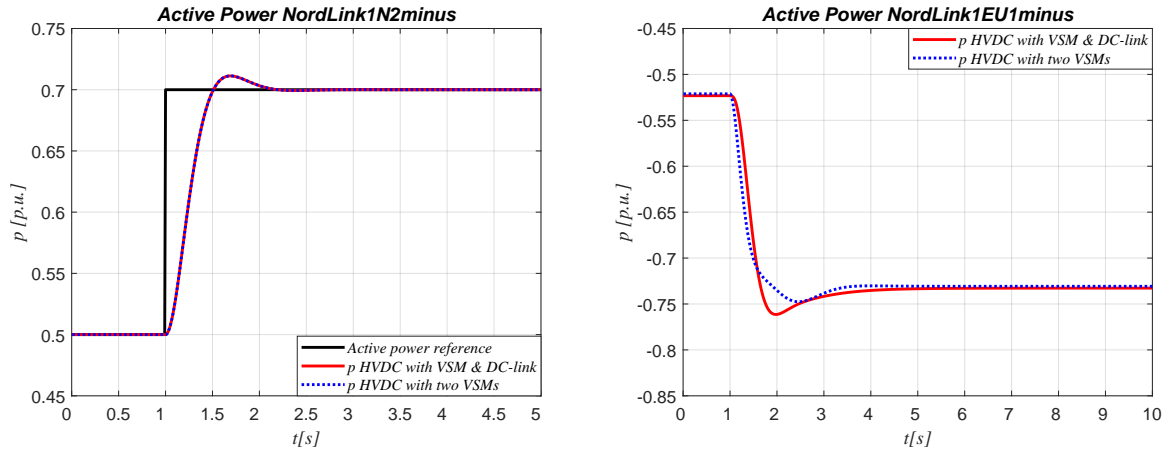 Active Power NordLink1N2minus
p [p.u.]
0.75
0.7
0.65
0.6
0.55
0.5
0.45
Active power reference
p HVDC with VSM & DC-link
p HVDC with two VSMs
0 0.5 1 1.5 2 2.5 3 3.5 4 4.5 5
t[s]
Active Power NordLink1EU1minus
p [p.u.]
-0.45
-0.5
-0.55
-0.6
-0.65
-0.7
-0.75
-0.8
-0.85
p HVDC with VSM & DC-link
p HVDC with two VSMs
0 1 2 3 4 5 6 7 8 9 10
t[s]